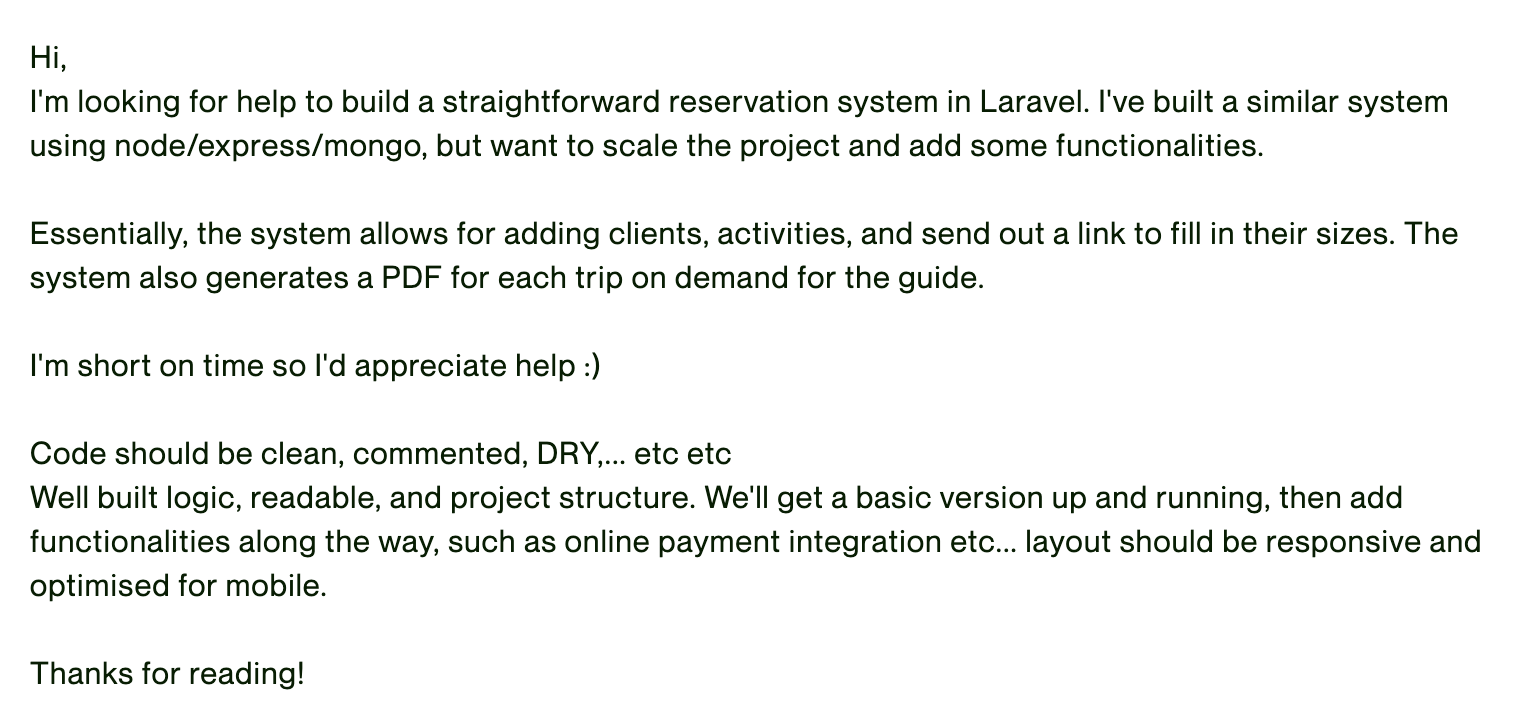 Hi,
I'm looking for help to build a straightforward reservation system in Laravel. I've built a similar system
using node/express/mongo, but want to scale the project and add some functionalities.
Essentially, the system allows for adding clients, activities, and send out a link to fill in their sizes. The
system also generates a PDF for each trip on demand for the guide.
I'm short on time so I'd appreciate help :)
Code should be clean, commented, DRY,... etc etc
Well built logic, readable, and project structure. We'll get a basic version up and running, then add
functionalities along the way, such as online payment integration etc... layout should be responsive and
optimised for mobile.
Thanks for reading!